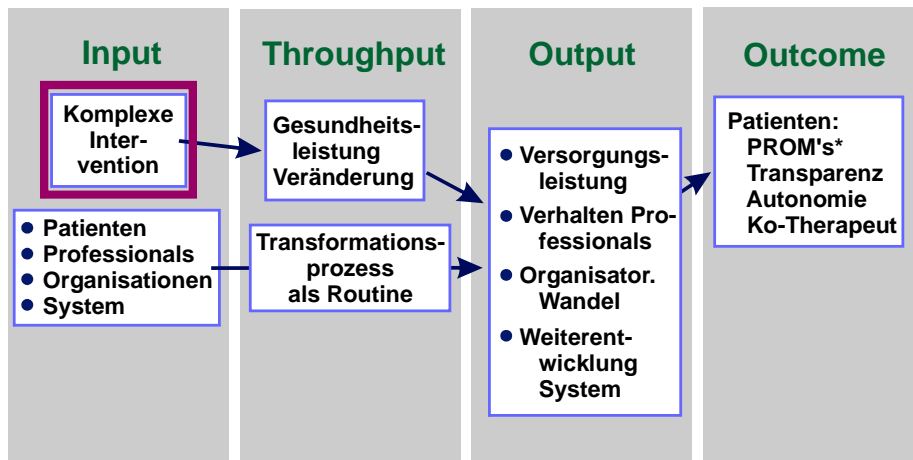 Input
Komplexe
Inter-
vention
• Patienten
• Professionals
• Organisationen
• System
Throughput
Gesundheits-
leistung
Veränderung
Transformations-
prozess
als Routine
Output
• Versorgungs-
leistung
• Verhalten Pro-
fessionals
• Organisator.
Wandel
• Weiterent-
wicklung
System
Outcome
Patienten:
PROM's*
Transparenz
Autonomie
Ko-Therapeut